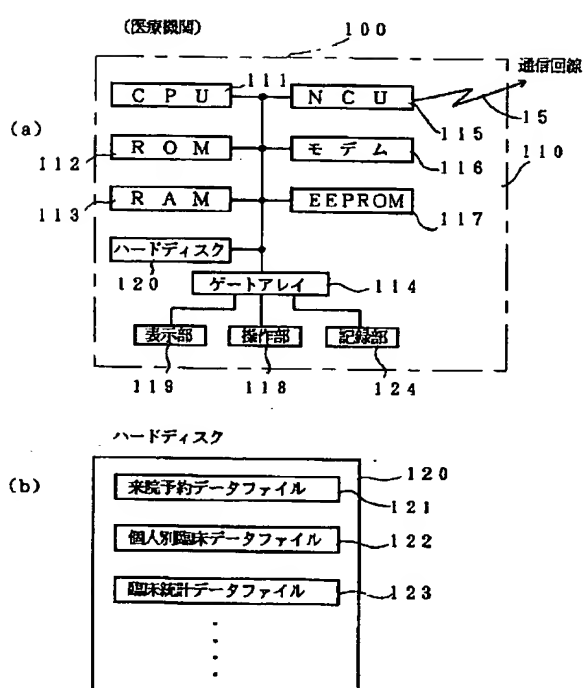 (医療機関)
100
通信回線
111
CPU
NCU
15
(a)
115
ROM
モデム
110
112
116
RAM
EEPROM
113
117
ハードディスク
120
ゲートアレイ
114
表示部
操作部
記録部
119
118
124
ハードディスク
(b)
120
来院予約データファイル
121
個人別臨床データファイル
122
臨床統計データファイル
123